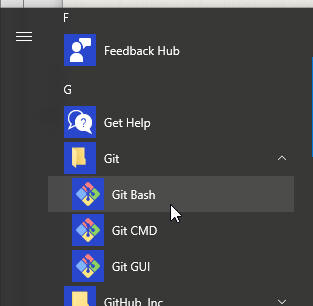 F
Feedback Hub
G
Get Help
Git
Git Bash
Git CMD
Git GUI
GitHub, Inc